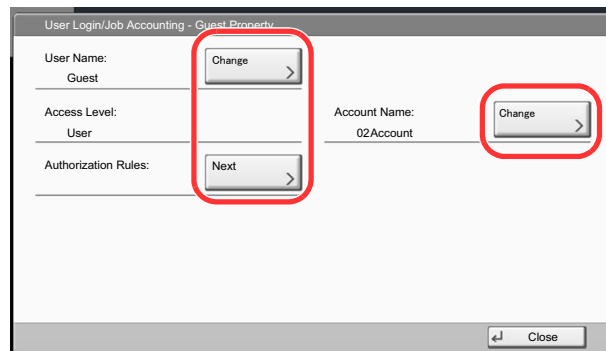 User Login/Job Accounting - Guest Property
User Name:
Change
Guest
Access Level:
User
Account Name:
Change
02Account
Authorization Rules:
Next
Close